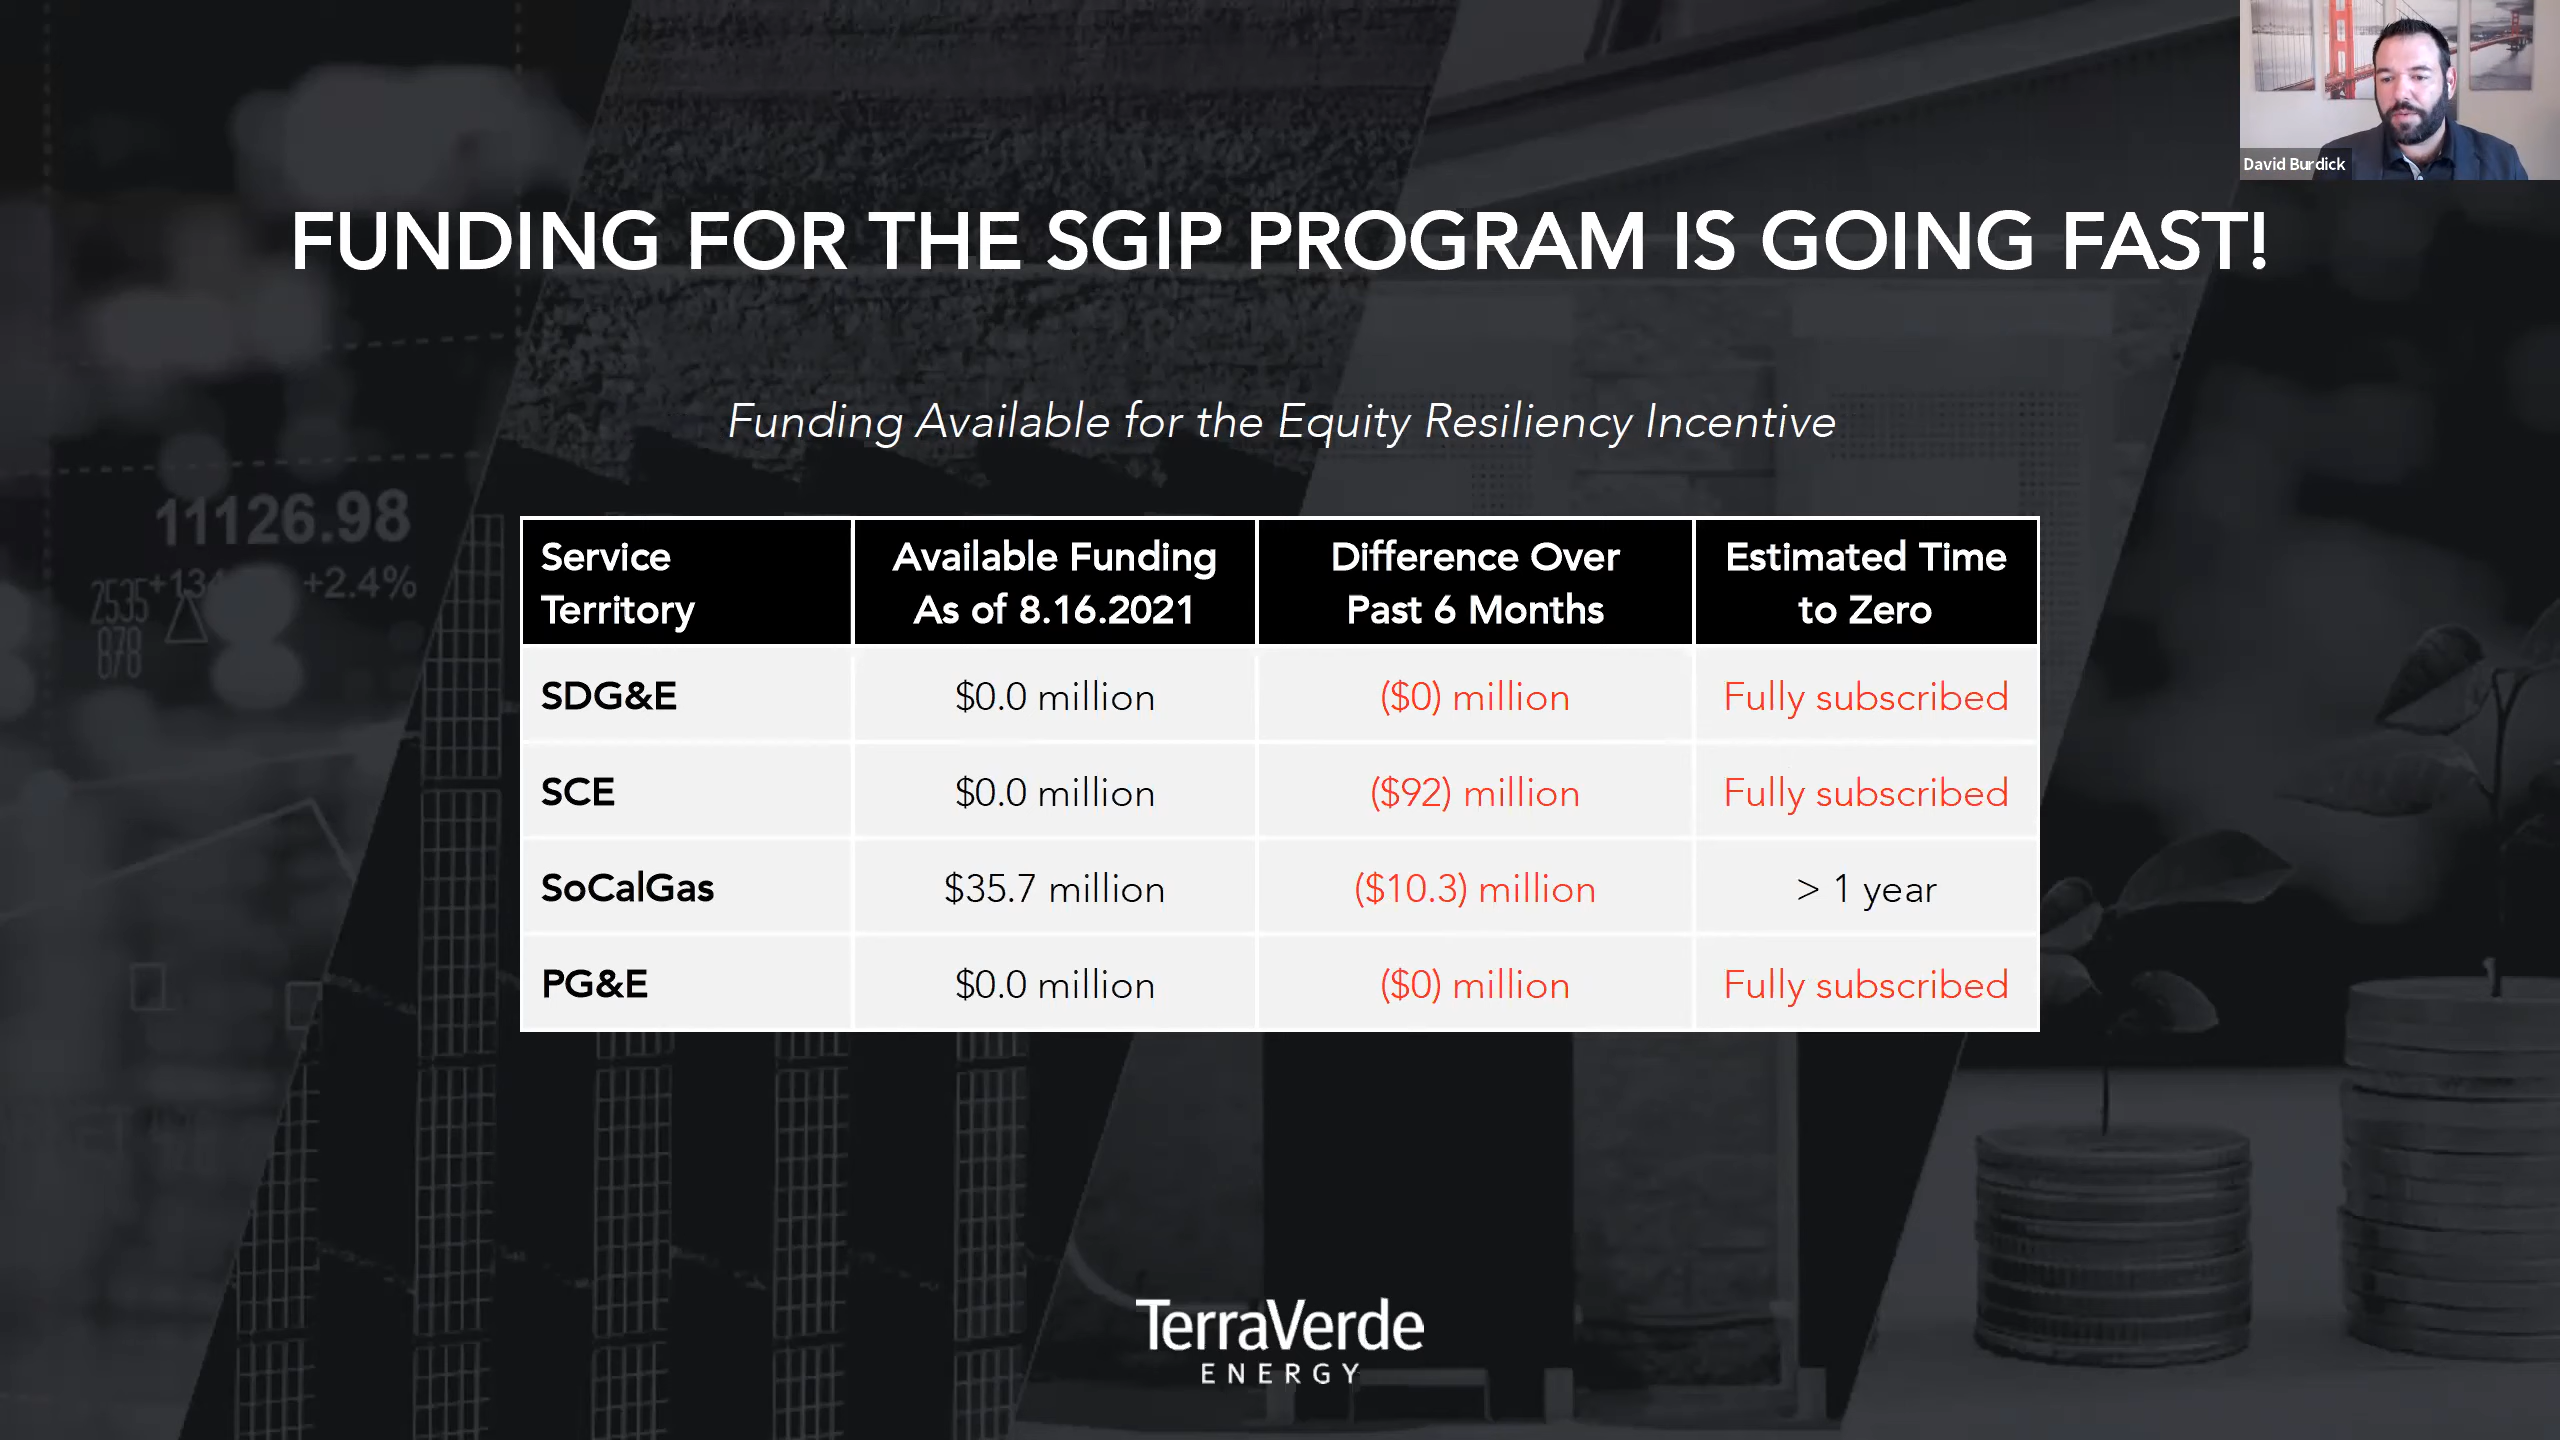 David Burdick
FUNDING FOR THE SGIP PROGRAM IS GOING FAST!
Funding Available for the Equity Resiliency Incentive
11126.98
2535 +134 +2.4%
878
Service Territory | Available Funding As of 8.16.2021 | Difference Over Past 6 Months | Estimated Time to Zero
SDG&E | $0.0 million | ($0) million | Fully subscribed
SCE | $0.0 million | ($92) million | Fully subscribed
SoCalGas | $35.7 million | ($10.3) million | > 1 year
PG&E | $0.0 million | ($0) million | Fully subscribed
TerraVerde
ENERGY